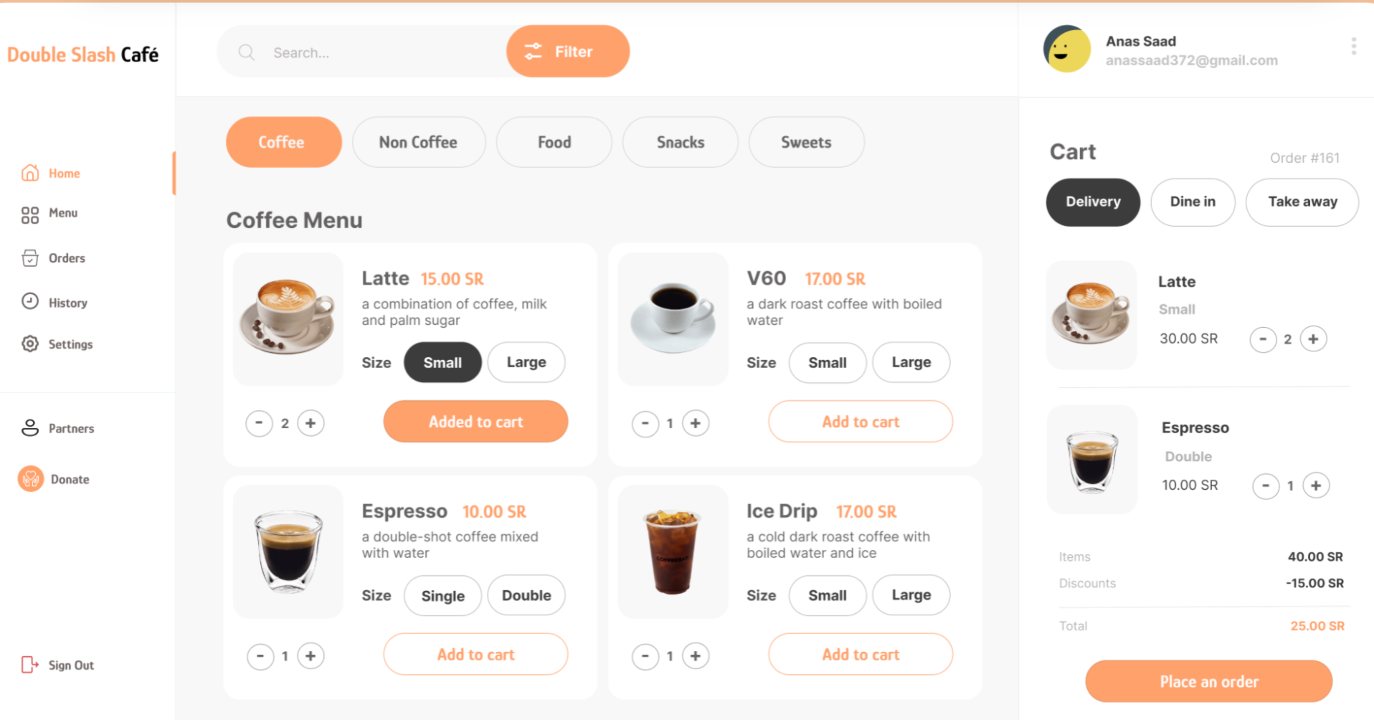 Double Slash Café
Home
Menu
Orders
History
Settings
Partners
Donate
Sign Out
Search...
Filter
Coffee
Non Coffee
Food
Snacks
Sweets
Coffee Menu
Latte 15.00 SR
a combination of coffee, milk
and palm sugar
Size Small Large
- 2 + Added to cart
V60 17.00 SR
a dark roast coffee with boiled
water
Size Small Large
- 1 + Add to cart
Espresso 10.00 SR
a double-shot coffee mixed
with water
Size Single Double
- 1 + Add to cart
Ice Drip 17.00 SR
a cold dark roast coffee with
boiled water and ice
Size Small Large
- 1 + Add to cart
Anas Saad
anassaad372@gmail.com
Cart
Order #161
Delivery Dine in Take away
Latte
Small
30.00 SR - 2 +
Espresso
Double
10.00 SR - 1 +
Items 40.00 SR
Discounts -15.00 SR
Total 25.00 SR
Place an order